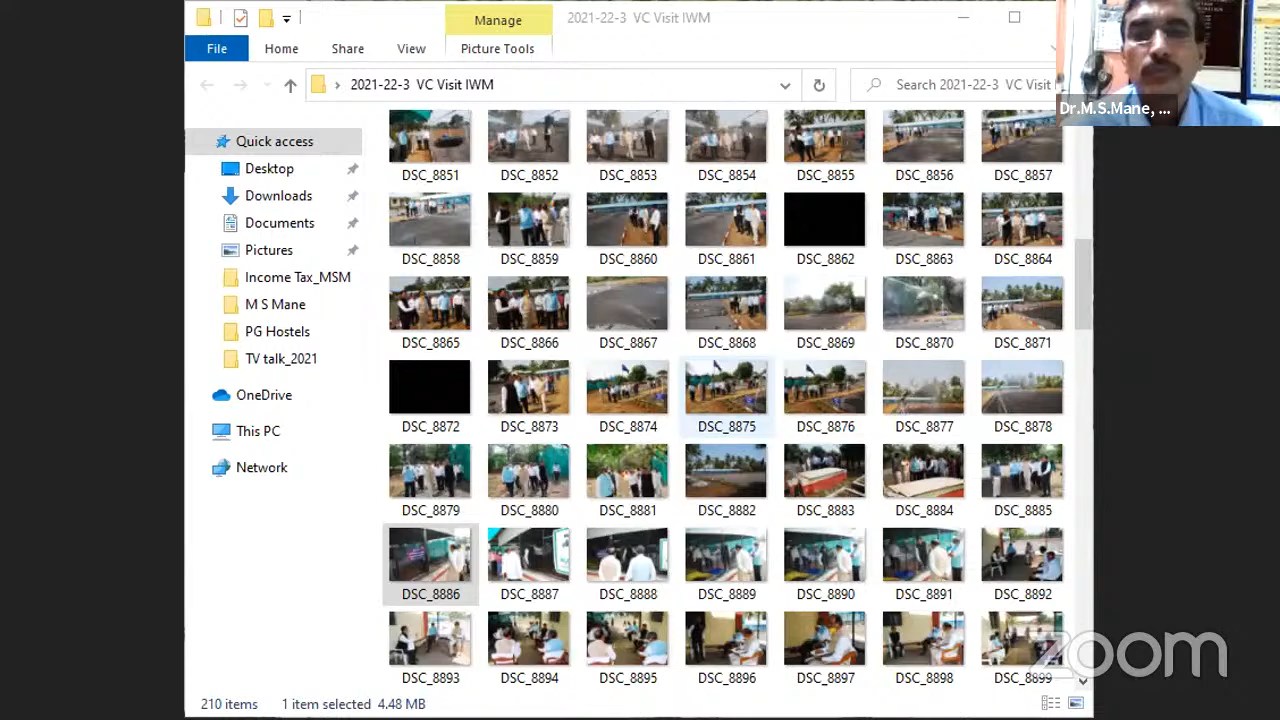 Manage
2021-22-3 VC Visit IWM
File
Home
Share
View
Picture Tools
2021-22-3 VC Visit IWM
Search 2021-22-3 VC Visit I
Dr.M.S.Mane, ...
Quick access
Desktop
Downloads
Documents
Pictures
Income Tax_MSM
M S Mane
PG Hostels
TV talk_2021
OneDrive
This PC
Network
DSC_8851 DSC_8852 DSC_8853 DSC_8854 DSC_8855 DSC_8856 DSC_8857
DSC_8858 DSC_8859 DSC_8860 DSC_8861 DSC_8862 DSC_8863 DSC_8864
DSC_8865 DSC_8866 DSC_8867 DSC_8868 DSC_8869 DSC_8870 DSC_8871
DSC_8872 DSC_8873 DSC_8874 DSC_8875 DSC_8876 DSC_8877 DSC_8878
DSC_8879 DSC_8880 DSC_8881 DSC_8882 DSC_8883 DSC_8884 DSC_8885
DSC_8886 DSC_8887 DSC_8888 DSC_8889 DSC_8890 DSC_8891 DSC_8892
DSC_8893 DSC_8894 DSC_8895 DSC_8896 DSC_8897 DSC_8898 DSC_8899
zoom
210 items 1 item selected 4.48 MB